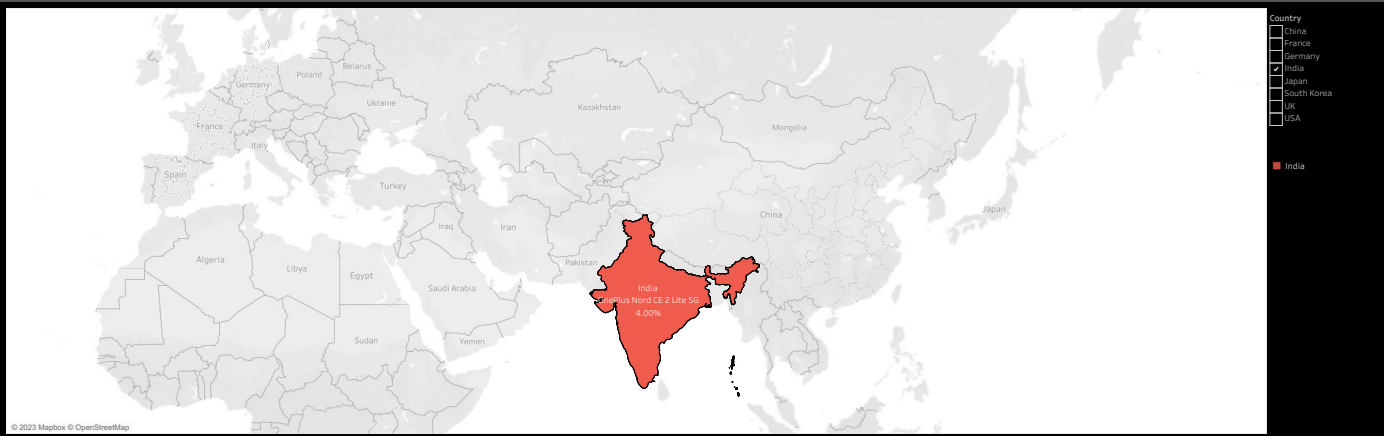 Country
China
France
Germany
India
Japan
South Korea
UK
USA
India
Belarus
Poland
Germany
Ukraine
Kazakhstan
France
Mongolia
Italy
Spain
Turkey
Japan
China
Iraq
Iran
Pakistan
Algeria
Libya
Egypt
Saudi Arabia
India
OnePlus Nord CE 2 Lite 5G
4.00%
Sudan
Yemen
© 2023 Mapbox © OpenStreetMap